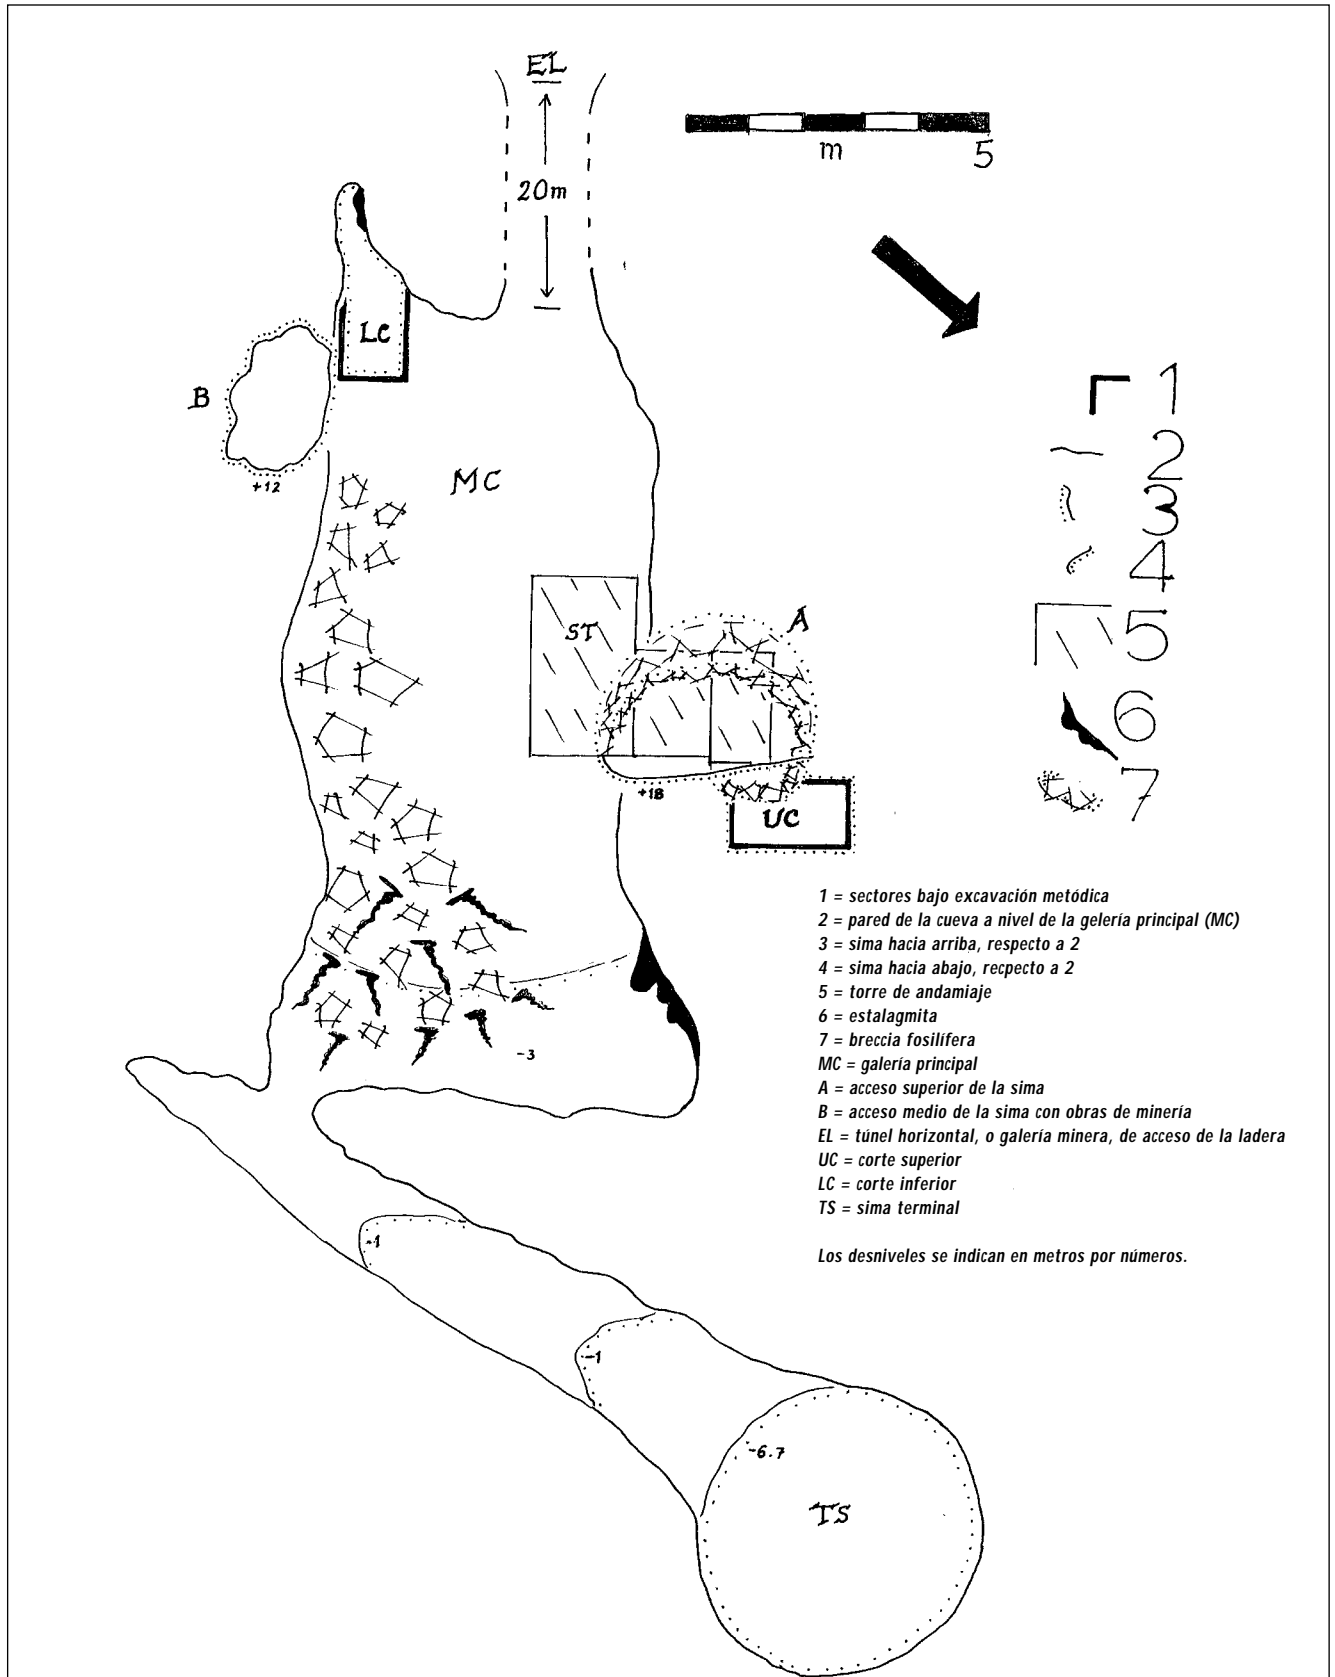 EL
20m
m
5
LC
B
+12
MC
ST
A
+18
UC
1
2
3
4
5
6
7
-3
-1
-1
-6.7
TS
1 = sectores bajo excavación metódica
2 = pared de la cueva a nivel de la gelería principal (MC)
3 = sima hacia arriba, respecto a 2
4 = sima hacia abajo, recpecto a 2
5 = torre de andamiaje
6 = estalagmita
7 = breccia fosilífera
MC = galería principal
A = acceso superior de la sima
B = acceso medio de la sima con obras de minería
EL = túnel horizontal, o galería minera, de acceso de la ladera
UC = corte superior
LC = corte inferior
TS = sima terminal
Los desniveles se indican en metros por números.